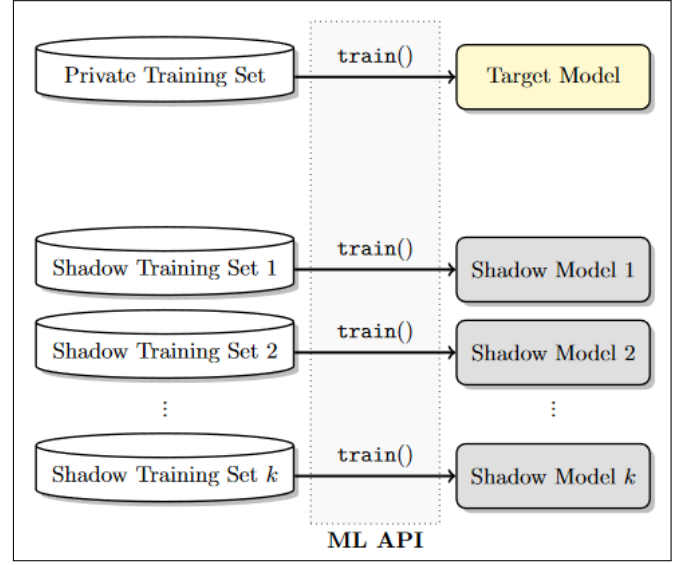 Private Training Set train() Target Model
Shadow Training Set 1 train() Shadow Model 1
Shadow Training Set 2 train() Shadow Model 2
⋮ ⋮
Shadow Training Set k train() Shadow Model k
ML API